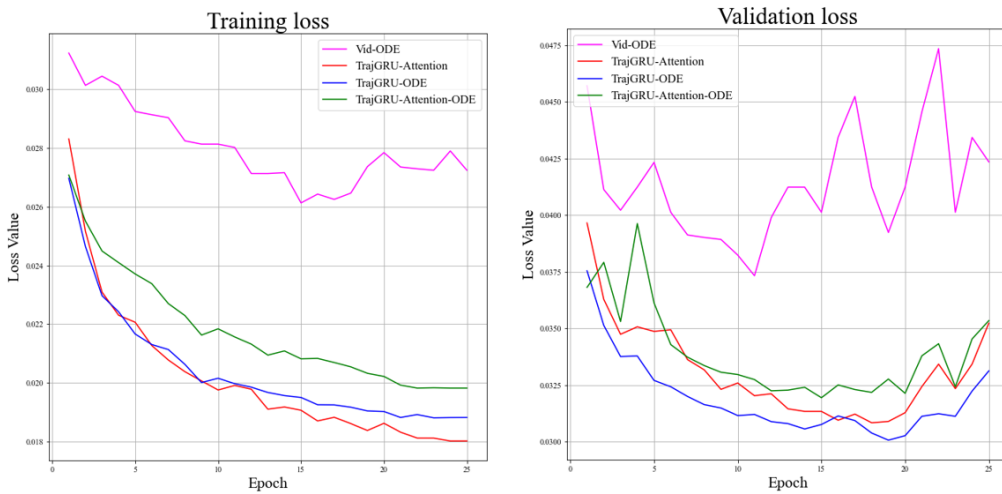 Training loss
Vid-ODE
TrajGRU-Attention
TrajGRU-ODE
TrajGRU-Attention-ODE
0.030
0.028
0.026
0.024
0.022
0.020
0.018
Loss Value
0
5
10
15
20
25
Epoch
Validation loss
Vid-ODE
TrajGRU-Attention
TrajGRU-ODE
TrajGRU-Attention-ODE
0.0475
0.0450
0.0425
0.0400
0.0375
0.0350
0.0325
0.0300
Loss Value
0
5
10
15
20
25
Epoch